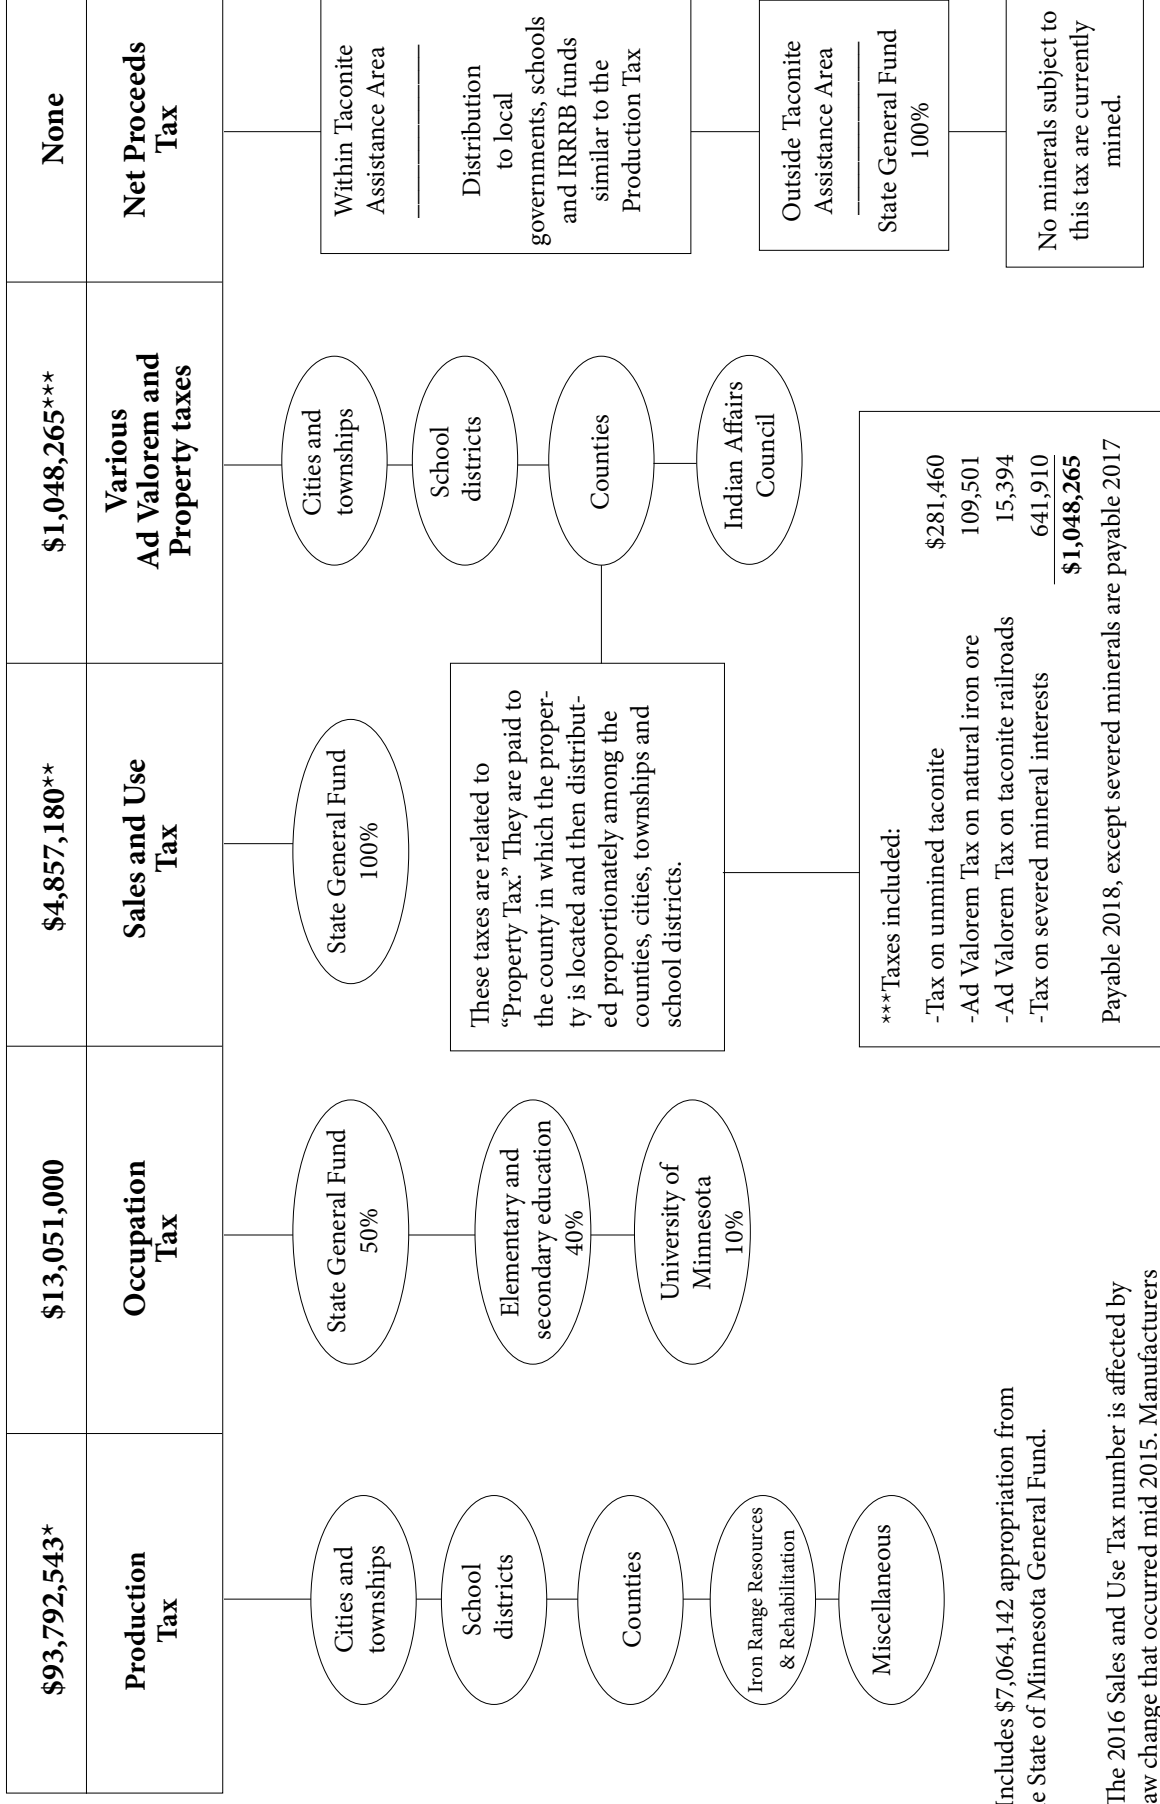 $93,792,543*
$13,051,000
$4,857,180**
$1,048,265***
None
Production
Tax
Occupation
Tax
Sales and Use
Tax
Various
Ad Valorem and
Property taxes
Net Proceeds
Tax
Cities and
townships
School
districts
Counties
Iron Range Resources
& Rehabilitation
Miscellaneous
State General Fund
50%
Elementary and
secondary education
40%
University of
Minnesota
10%
State General Fund
100%
These taxes are related to
“Property Tax.” They are paid to
the county in which the proper-
ty is located and then distribut-
ed proportionately among the
counties, cities, townships and
school districts.
Cities and
townships
School
districts
Counties
Indian Affairs
Council
Within Taconite
Assistance Area
Distribution
to local
governments, schools
and IRRRB funds
similar to the
Production Tax
Outside Taconite
Assistance Area
State General Fund
100%
No minerals subject to
this tax are currently
mined.
***Taxes included:
-Tax on unmined taconite $281,460
-Ad Valorem Tax on natural iron ore 109,501
-Ad Valorem Tax on taconite railroads 15,394
-Tax on severed mineral interests 641,910
$1,048,265
Payable 2018, except severed minerals are payable 2017
Includes $7,064,142 appropriation from
e State of Minnesota General Fund.
The 2016 Sales and Use Tax number is affected by
aw change that occurred mid 2015. Manufacturers